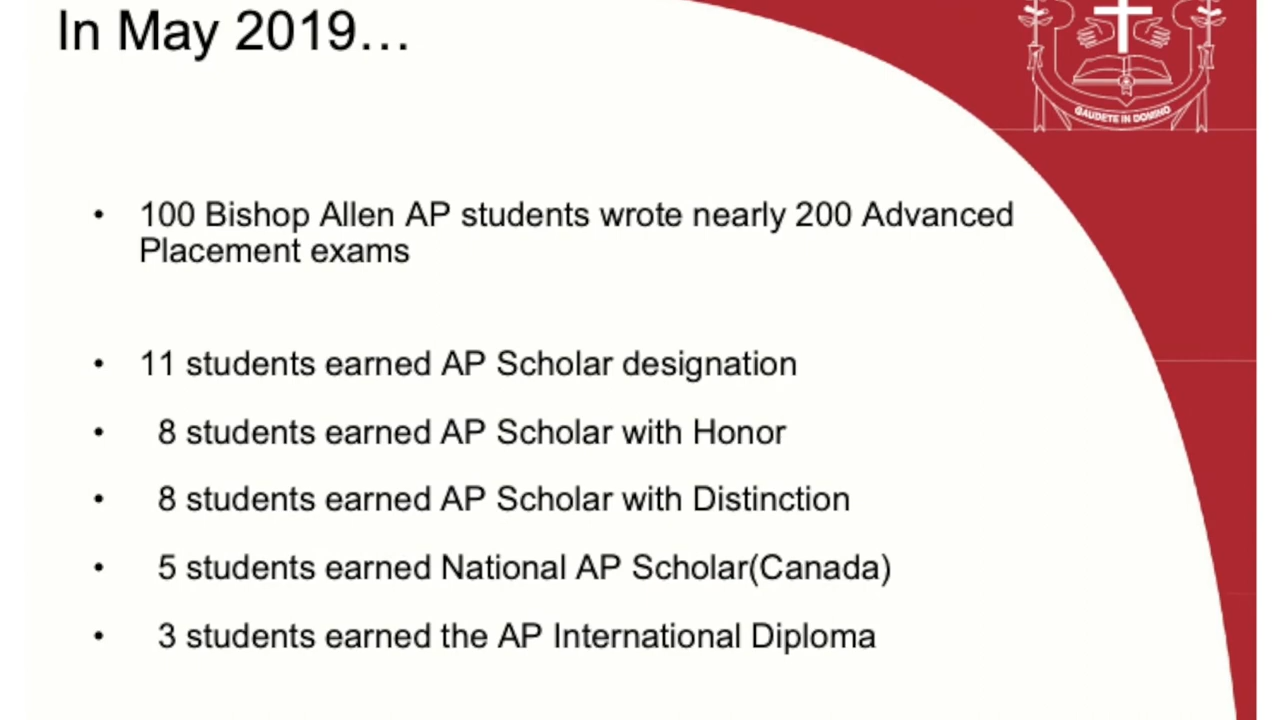 In May 2019…
GAUDETE IN DOMINO
• 100 Bishop Allen AP students wrote nearly 200 Advanced
Placement exams
• 11 students earned AP Scholar designation
• 8 students earned AP Scholar with Honor
• 8 students earned AP Scholar with Distinction
• 5 students earned National AP Scholar(Canada)
• 3 students earned the AP International Diploma